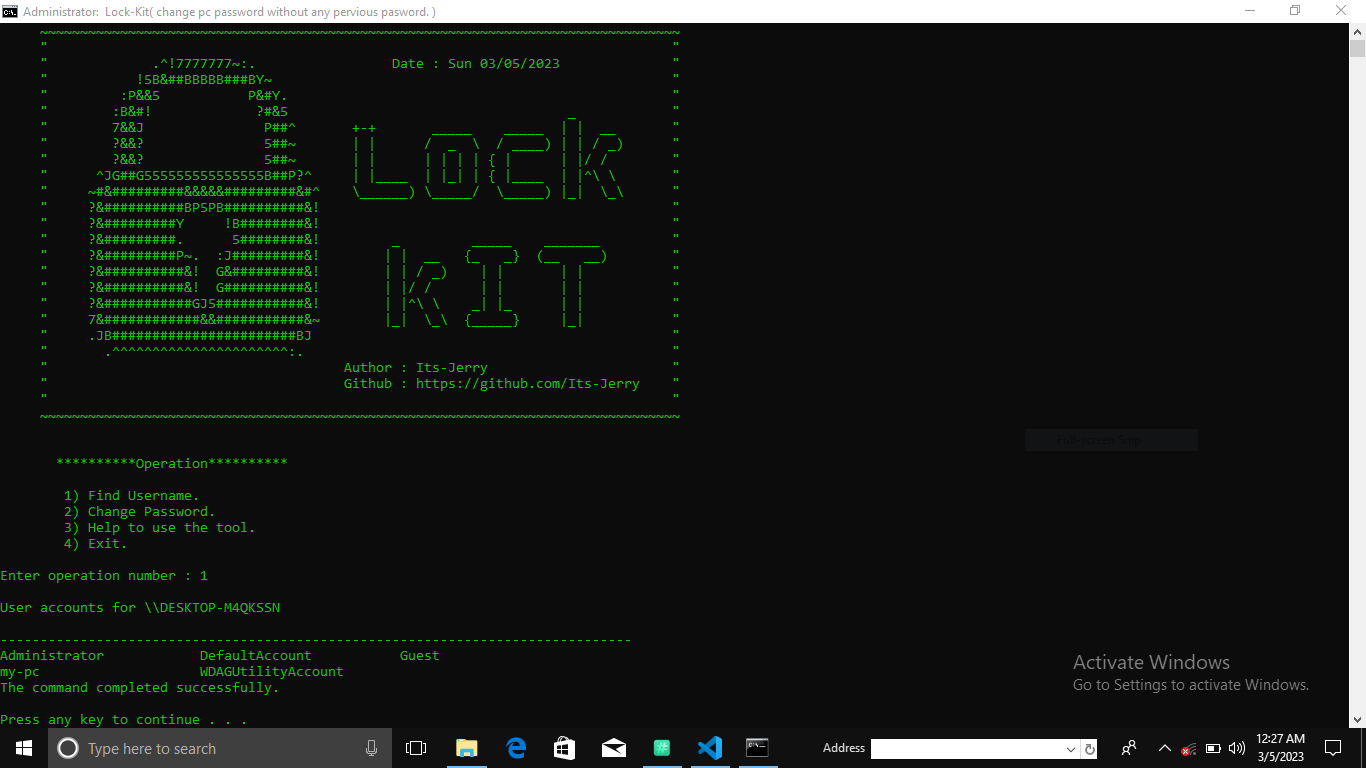 Administrator: Lock-Kit( change pc password without any pervious pasword. )
Date : Sun 03/05/2023
LOCK
KIT
Author : Its-Jerry
Github : https://github.com/Its-Jerry
**********Operation**********
1) Find Username.
2) Change Password.
3) Help to use the tool.
4) Exit.
Enter operation number : 1
User accounts for \\DESKTOP-M4QKSSN
-------------------------------------------------------------------------------
Administrator DefaultAccount Guest
my-pc WDAGUtilityAccount
The command completed successfully.
Press any key to continue . . .
Full-screen Snip
Activate Windows
Go to Settings to activate Windows.
Type here to search
Address
12:27 AM
3/5/2023